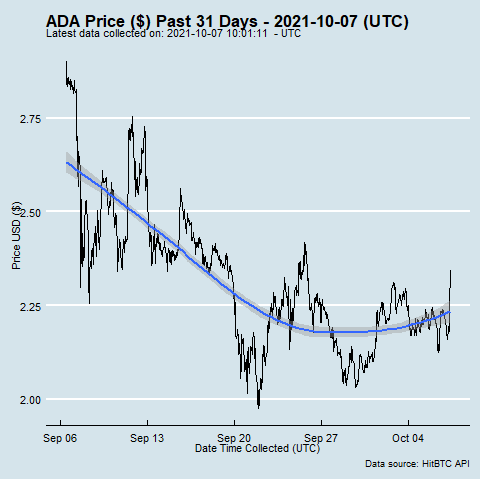 ADA Price ($) Past 31 Days - 2021-10-07 (UTC)
Latest data collected on: 2021-10-07 10:01:11 - UTC
Price USD ($)
2.75
2.50
2.25
2.00
Sep 06 Sep 13 Sep 20 Sep 27 Oct 04
Date Time Collected (UTC)
Data source: HitBTC API